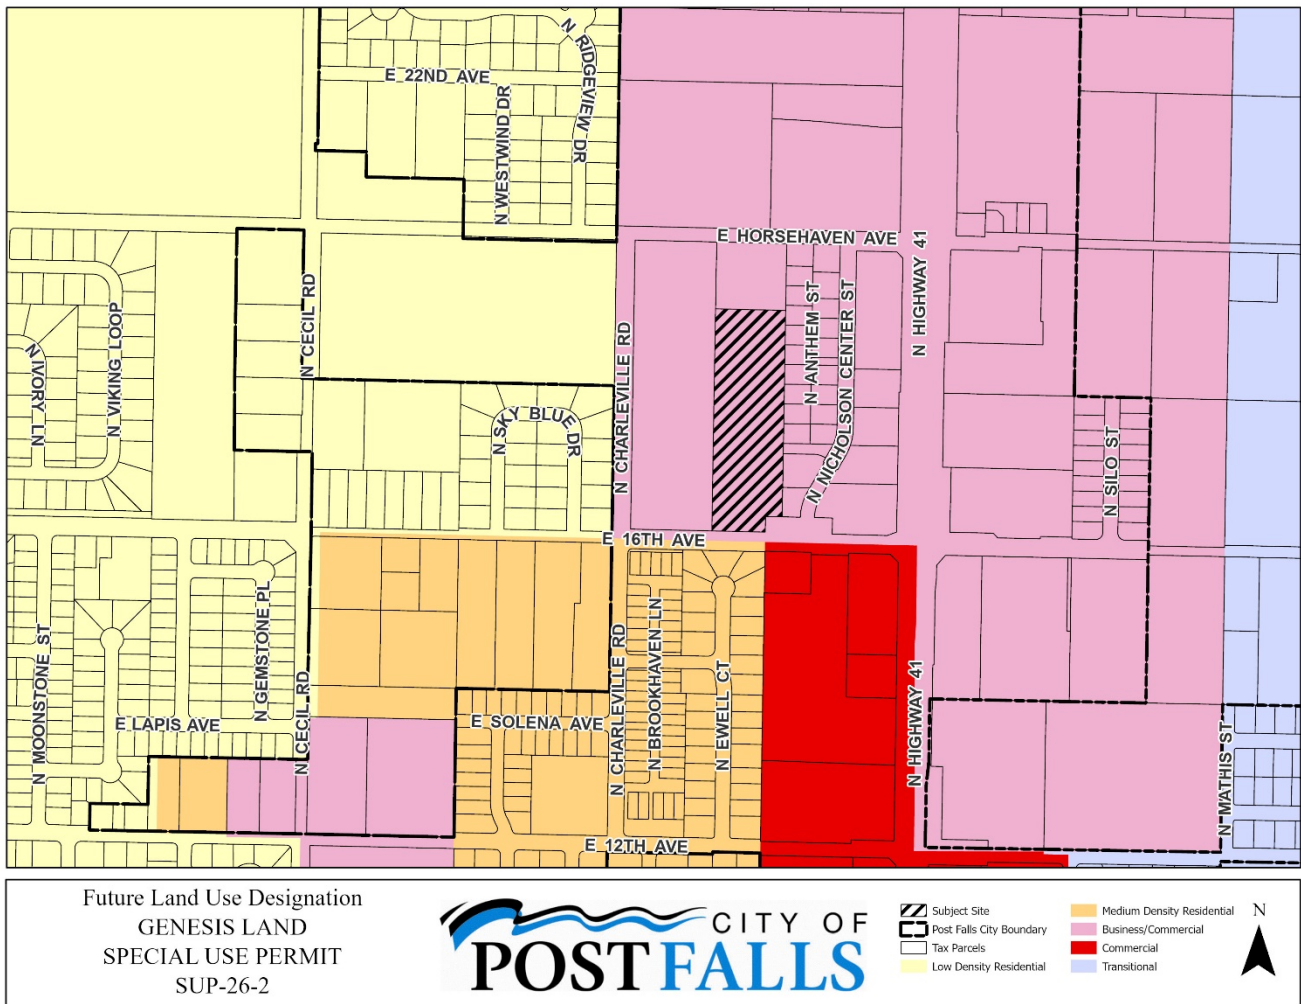 N RIDGEVIEW DR
E 22ND AVE
N WESTWIND DR
E HORSEHAVEN AVE
N HIGHWAY 41
N CECIL RD
N ANTHEM ST
N NICHOLSON CENTER ST
N VIKING LOOP
N IVORY LN
N CHARLEVILLE RD
N SKY BLUE DR
N SILO ST
E 16TH AVE
N GEMSTONE PL
N MOONSTONE ST
N BROOKHAVEN LN
N CHARLEVILLE RD
N EWELL CT
N HIGHWAY 41
N CECIL RD
E LAPIS AVE
E SOLENA AVE
N MATHIS ST
E 12TH AVE
Future Land Use Designation
GENESIS LAND
SPECIAL USE PERMIT
SUP-26-2
CITY OF
POST FALLS
Subject Site
Post Falls City Boundary
Tax Parcels
Low Density Residential
Medium Density Residential
Business/Commercial
Commercial
Transitional
N